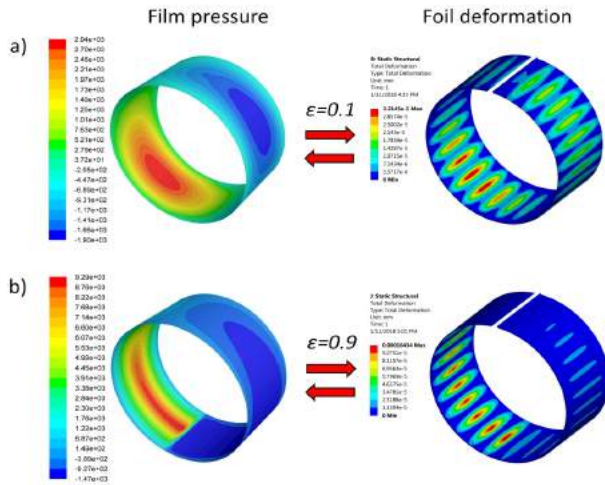 Film pressure
Foil deformation
a)
2.94e+03
2.70e+03
2.45e+03
2.21e+03
1.97e+03
1.73e+03
1.49e+03
1.25e+03
1.01e+03
7.63e+02
5.21e+02
2.79e+02
3.72e+01
-2.05e+02
-4.47e+02
-6.89e+02
-9.31e+02
-1.17e+03
-1.41e+03
-1.66e+03
-1.90e+03
ε=0.1
B: Static Structural
Total Deformation
Type: Total Deformation
Unit: mm
Time: 1
0 Min
b)
9.29e+03
8.76e+03
8.22e+03
7.68e+03
7.14e+03
6.60e+03
6.07e+03
5.53e+03
4.99e+03
4.45e+03
3.91e+03
3.38e+03
2.84e+03
2.30e+03
1.76e+03
1.22e+03
6.87e+02
1.49e+02
-3.89e+02
-9.27e+02
-1.47e+03
ε=0.9
J: Static Structural
Total Deformation
Type: Total Deformation
Unit: mm
Time: 1
0 Min